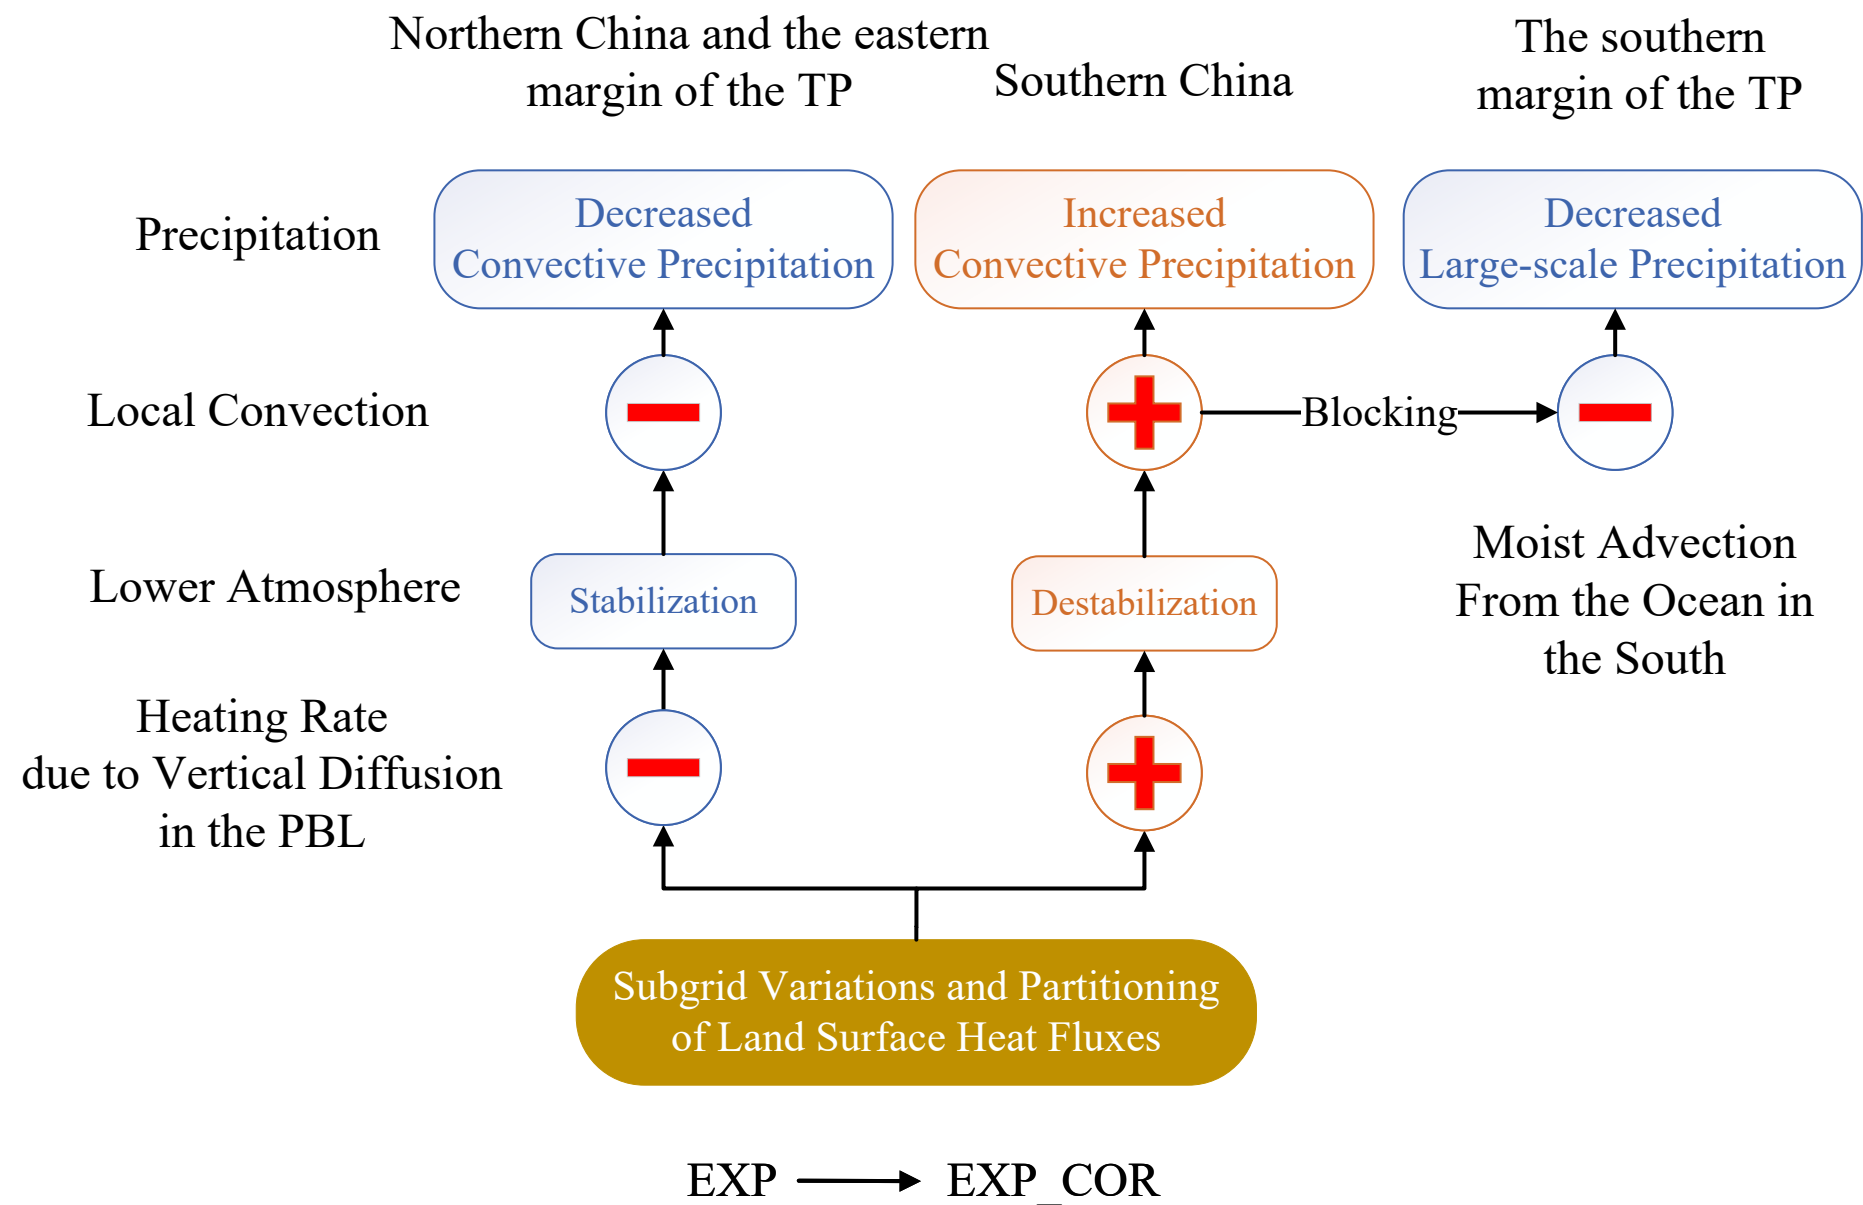 Northern China and the eastern
margin of the TP
Southern China
The southern
margin of the TP
Precipitation
Decreased
Convective Precipitation
Increased
Convective Precipitation
Decreased
Large-scale Precipitation
Local Convection
Blocking
Lower Atmosphere
Stabilization
Destabilization
Moist Advection
From the Ocean in
the South
Heating Rate
due to Vertical Diffusion
in the PBL
Subgrid Variations and Partitioning
of Land Surface Heat Fluxes
EXP
EXP_COR